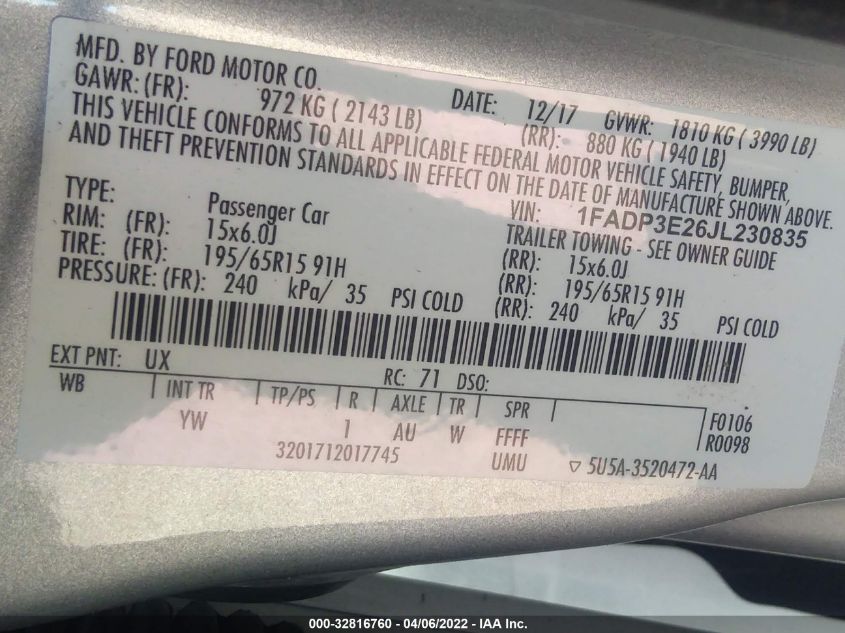 MFD. BY FORD MOTOR CO.
DATE: 12/17 GVWR: 1810 KG ( 3990 LB)
GAWR: (FR): 972 KG ( 2143 LB) (RR): 880 KG ( 1940 LB)
THIS VEHICLE CONFORMS TO ALL APPLICABLE FEDERAL MOTOR VEHICLE SAFETY, BUMPER,
AND THEFT PREVENTION STANDARDS IN EFFECT ON THE DATE OF MANUFACTURE SHOWN ABOVE.
VIN: 1FADP3E26JL230835
TYPE: Passenger Car TRAILER TOWING - SEE OWNER GUIDE
RIM: (FR): 15x6.0J (RR): 15x6.0J
TIRE: (FR): 195/65R15 91H (RR): 195/65R15 91H
PRESSURE: (FR): 240 kPa/ 35 PSI COLD (RR): 240 kPa/ 35 PSI COLD
EXT PNT: UX RC: 71 DSO:
WB INT TR TP/PS R AXLE TR SPR F0106
YW 1 AU W FFFF R0098
3201712017745 UMU ▽ 5U5A-3520472-AA
000-32816760 - 04/06/2022 - IAA Inc.